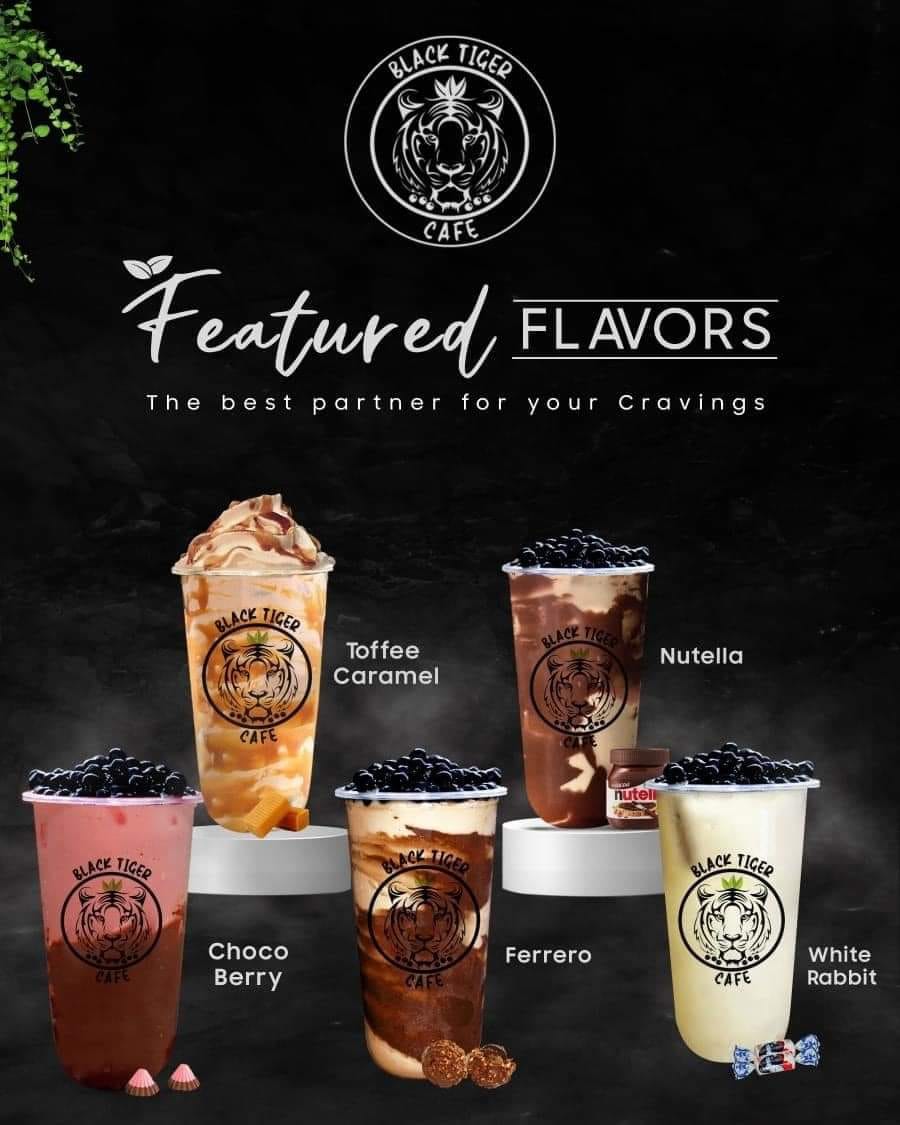 BLACK TIGER
CAFE
Featured FLAVORS
The best partner for your Cravings
BLACK TIGER
CAFE
Toffee
Caramel
BLACK TIGER
CAFE
Nutella
nutell
BLACK TIGER
CAFE
Choco
Berry
BLACK TIGER
CAFE
Ferrero
BLACK TIGER
CAFE
White
Rabbit